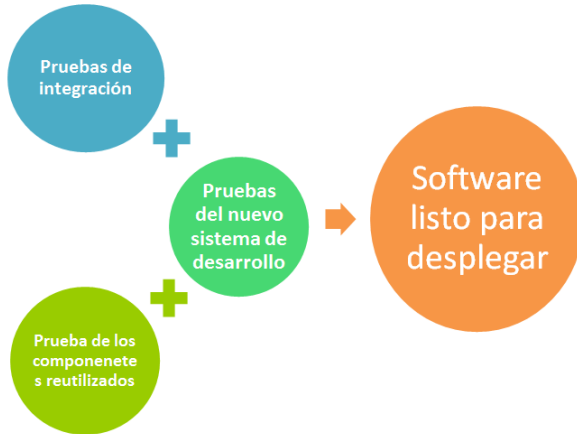 Pruebas de
integración
Pruebas
del nuevo
sistema de
desarrollo
Software
listo para
desplegar
Prueba de los
componenete
s reutilizados